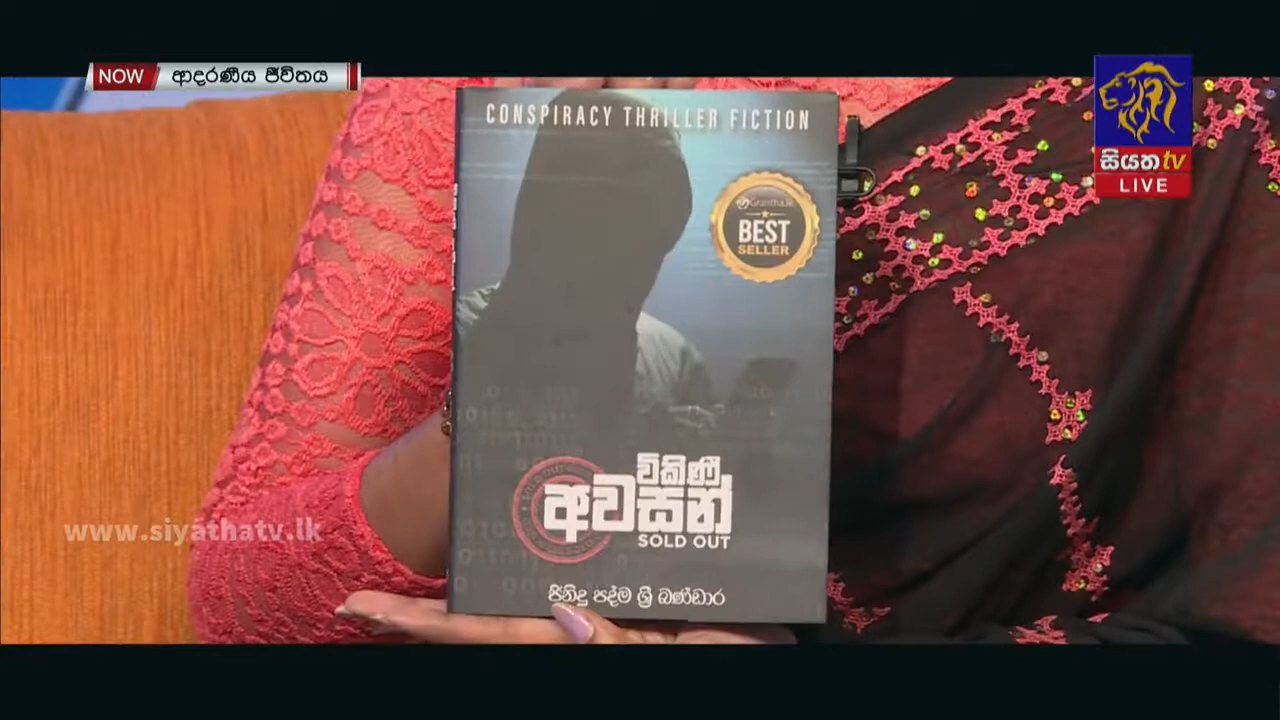 NOW ආදරණීය ජීවිතය
සියත tv
LIVE
CONSPIRACY THRILLER FICTION
Grantha.lk
BEST
SELLER
විකිණී
අවසන්
SOLD OUT
ජිනිඳු පද්ම ශ්‍රී බණ්ඩාර
www.siyathatv.lk